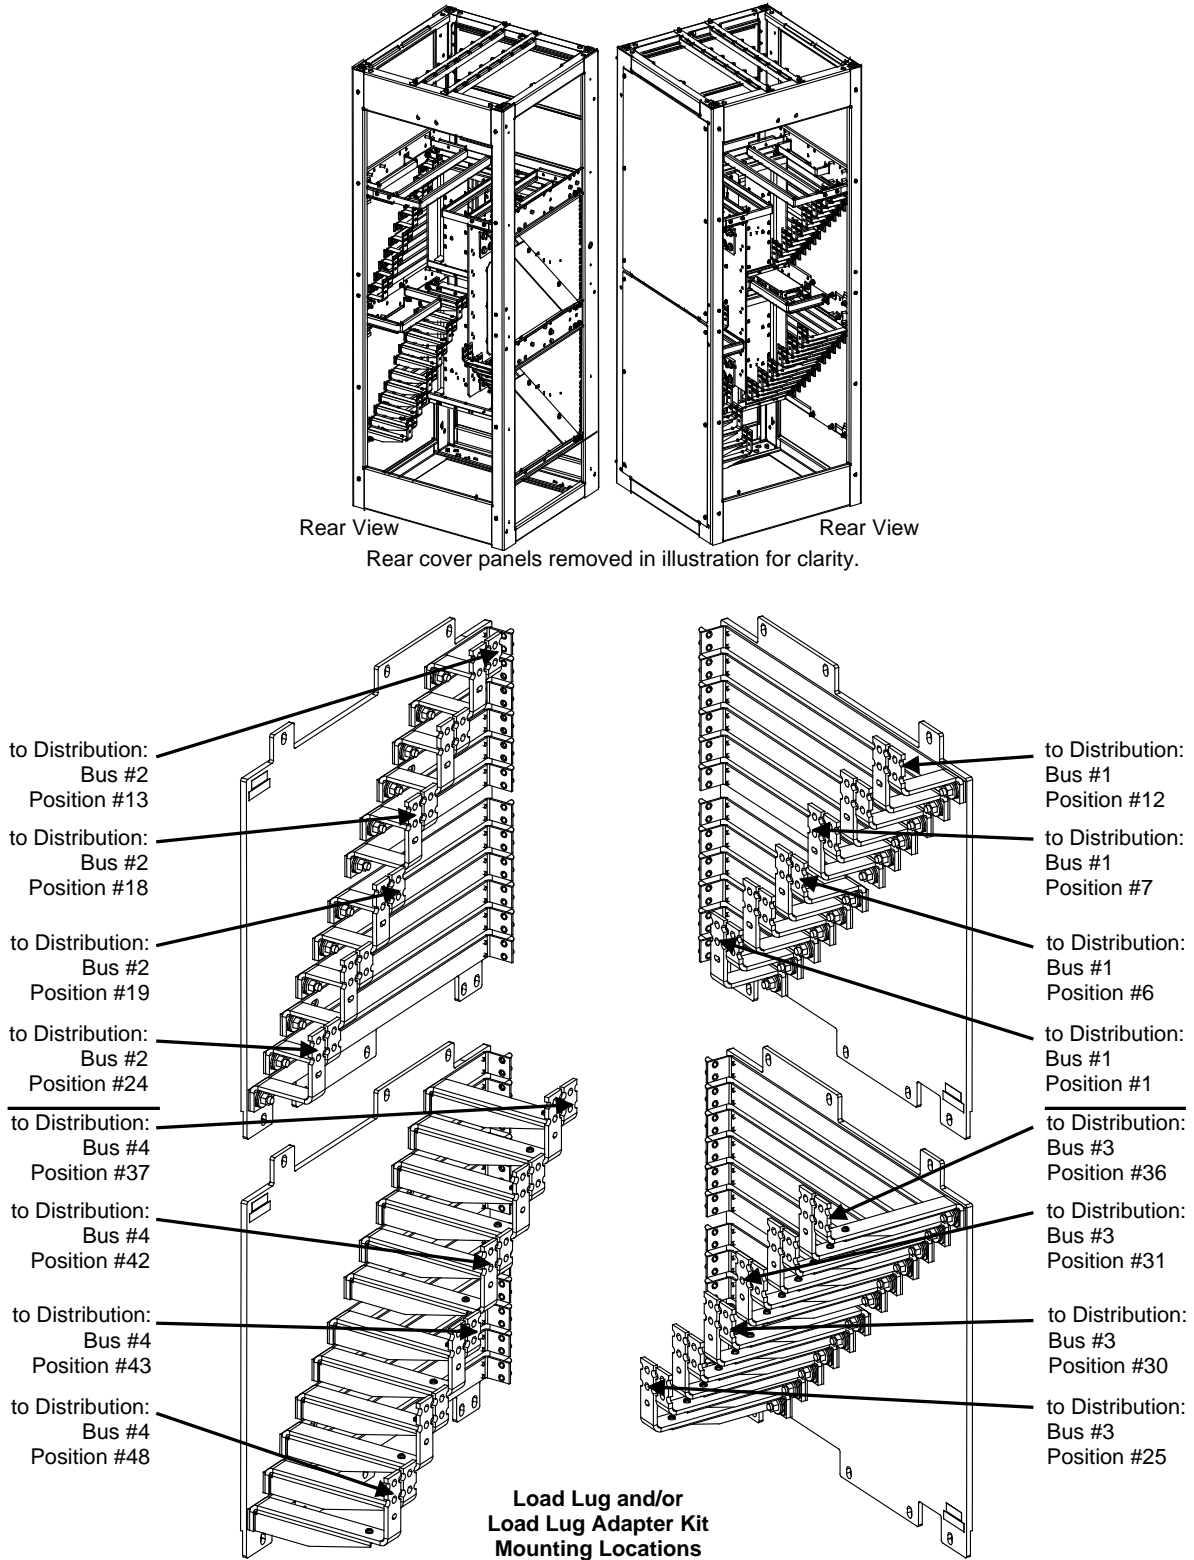 Rear View
Rear View
Rear cover panels removed in illustration for clarity.
to Distribution:
Bus #2
Position #13
to Distribution:
Bus #2
Position #18
to Distribution:
Bus #2
Position #19
to Distribution:
Bus #2
Position #24
to Distribution:
Bus #4
Position #37
to Distribution:
Bus #4
Position #42
to Distribution:
Bus #4
Position #43
to Distribution:
Bus #4
Position #48
to Distribution:
Bus #1
Position #12
to Distribution:
Bus #1
Position #7
to Distribution:
Bus #1
Position #6
to Distribution:
Bus #1
Position #1
to Distribution:
Bus #3
Position #36
to Distribution:
Bus #3
Position #31
to Distribution:
Bus #3
Position #30
to Distribution:
Bus #3
Position #25
Load Lug and/or
Load Lug Adapter Kit
Mounting Locations